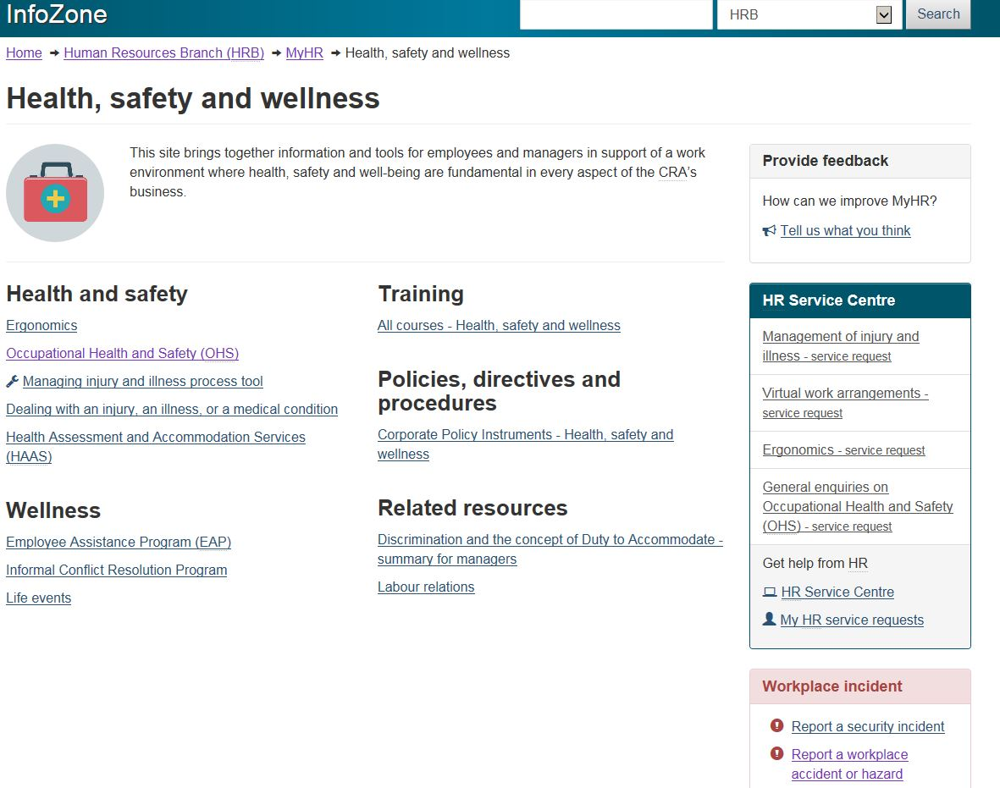 InfoZone
HRB
Search
Home → Human Resources Branch (HRB) → MyHR → Health, safety and wellness
Health, safety and wellness
This site brings together information and tools for employees and managers in support of a work
environment where health, safety and well-being are fundamental in every aspect of the CRA's
business.
Health and safety
Ergonomics
Occupational Health and Safety (OHS)
Managing injury and illness process tool
Dealing with an injury, an illness, or a medical condition
Health Assessment and Accommodation Services
(HAAS)
Wellness
Employee Assistance Program (EAP)
Informal Conflict Resolution Program
Life events
Training
All courses - Health, safety and wellness
Policies, directives and
procedures
Corporate Policy Instruments - Health, safety and
wellness
Related resources
Discrimination and the concept of Duty to Accommodate -
summary for managers
Labour relations
Provide feedback
How can we improve MyHR?
Tell us what you think
HR Service Centre
Management of injury and
illness - service request
Virtual work arrangements -
service request
Ergonomics - service request
General enquiries on
Occupational Health and Safety
(OHS) - service request
Get help from HR
HR Service Centre
My HR service requests
Workplace incident
Report a security incident
Report a workplace
accident or hazard